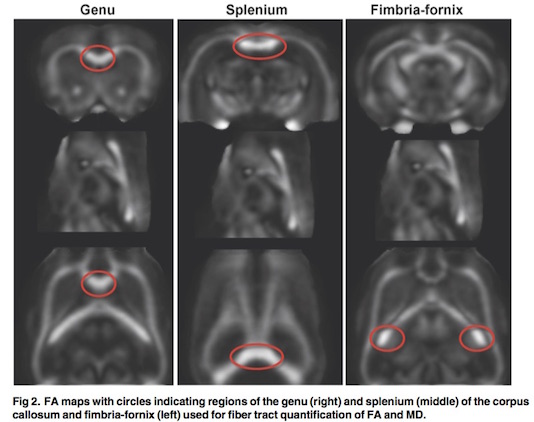 Genu
Splenium
Fimbria-fornix
Fig 2. FA maps with circles indicating regions of the genu (right) and splenium (middle) of the corpus
callosum and fimbria-fornix (left) used for fiber tract quantification of FA and MD.